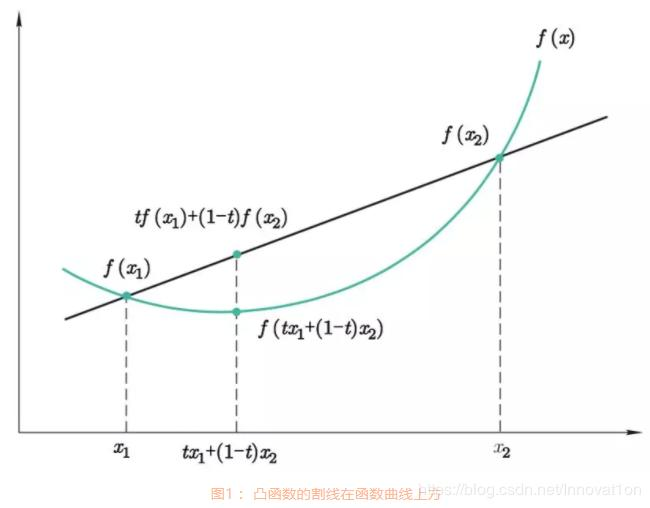 f(x)
f(x₂)
tf(x₁)+(1-t)f(x₂)
f(x₁)
f(tx₁+(1-t)x₂)
x₁
tx₁+(1-t)x₂
x₂
图1： 凸函数的割线在函数曲线上方
https://blog.csdn.net/Innovat1on